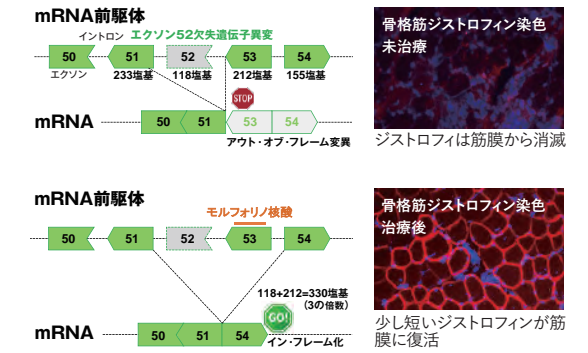 mRNA前駆体
イントロン エクソン52欠失遺伝子異変
50 51 52 53 54
エクソン 233塩基 118塩基 212塩基 155塩基
STOP
mRNA 50 51 53 54
アウト・オブ・フレーム変異
骨格筋ジストロフィン染色
未治療
ジストロフィは筋膜から消滅
mRNA前駆体
モルフォリノ核酸
50 51 52 53 54
118+212=330塩基
(3の倍数)
GO!
mRNA 50 51 54
イン・フレーム化
骨格筋ジストロフィン染色
治療後
少し短いジストロフィンが筋
膜に復活